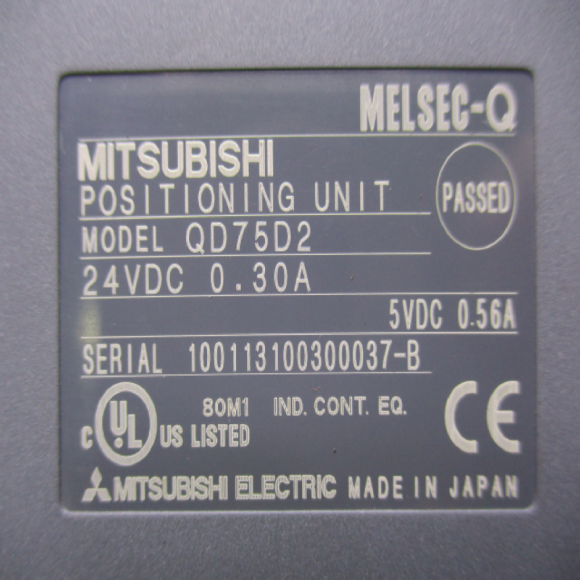 MELSEC-Q
MITSUBISHI
POSITIONING UNIT
PASSED
MODEL QD75D2
24VDC 0.30A
5VDC 0.56A
SERIAL 100113100300037-B
80M1 IND. CONT. EQ.
C UL US LISTED
CE
MITSUBISHI ELECTRIC MADE IN JAPAN